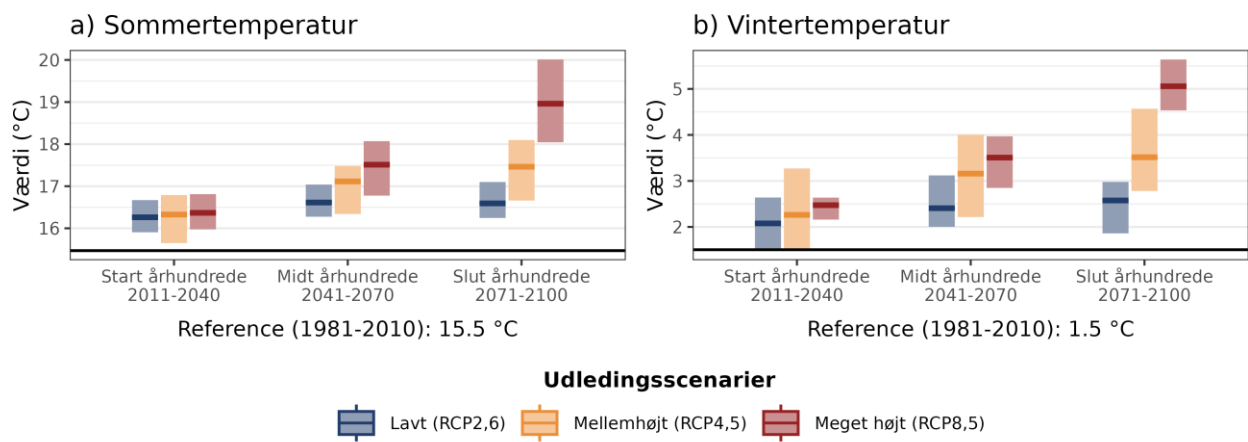 a) Sommertemperatur
Værdi (°C)
20
19
18
17
16
Start århundrede
2011-2040
Midt århundrede
2041-2070
Slut århundrede
2071-2100
Reference (1981-2010): 15.5 °C
b) Vintertemperatur
Værdi (°C)
5
4
3
2
Start århundrede
2011-2040
Midt århundrede
2041-2070
Slut århundrede
2071-2100
Reference (1981-2010): 1.5 °C
Udledingsscenarier
Lavt (RCP2,6)
Mellemhøjt (RCP4,5)
Meget højt (RCP8,5)